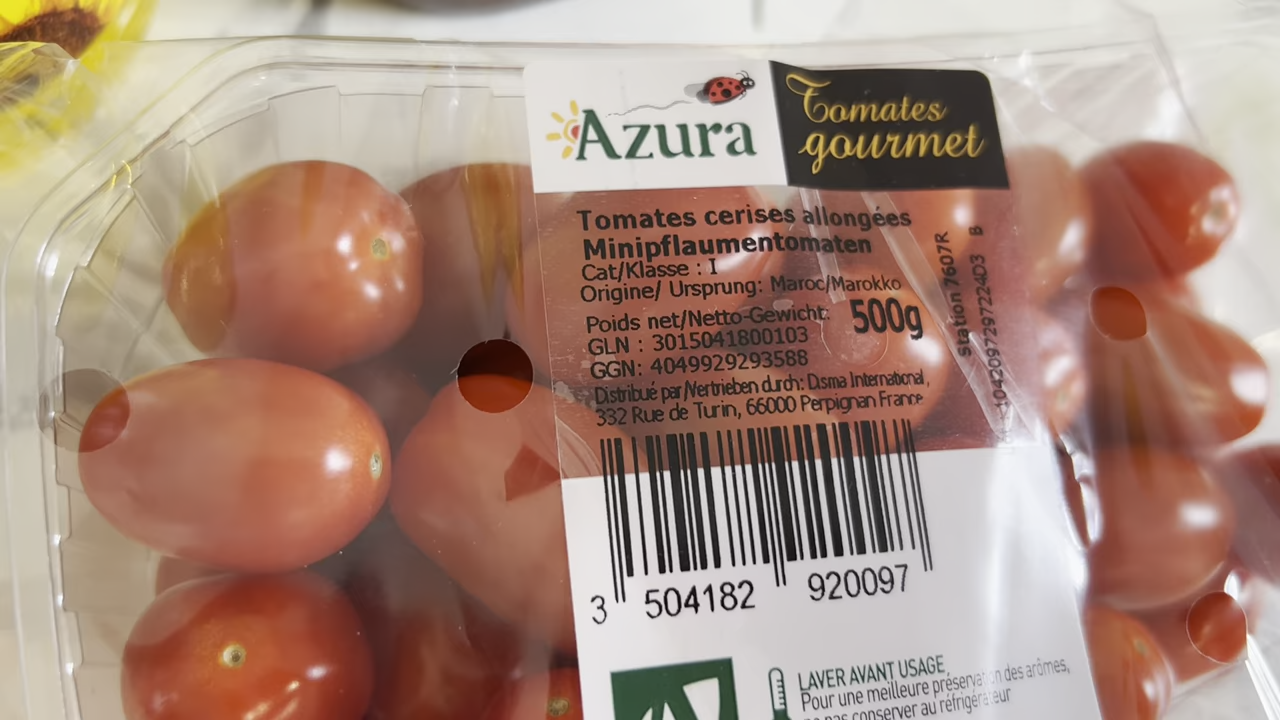 Azura
Tomates
gourmet
Tomates cerises allongées
Minipflaumentomaten
Cat/Klasse : I
Origine/ Ursprung: Maroc/Marokko
Poids net/Netto-Gewicht: 500g
GLN : 3015041800103
GGN: 4049929293588
Distribué par/Vertrieben durch: Disma International,
332 Rue de Turin, 66000 Perpignan France
Station 7607R
104209729722403 B
3 504182 920097
LAVER AVANT USAGE
Pour une meilleure préservation des arômes,
ne pas conserver au réfrigérateur